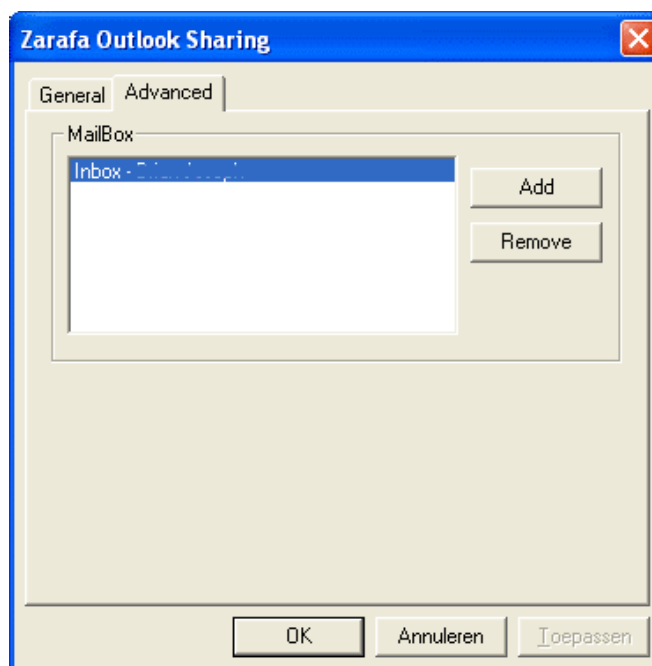 Zarafa Outlook Sharing
General
Advanced
MailBox
Inbox -
Add
Remove
OK
Annuleren
Toepassen